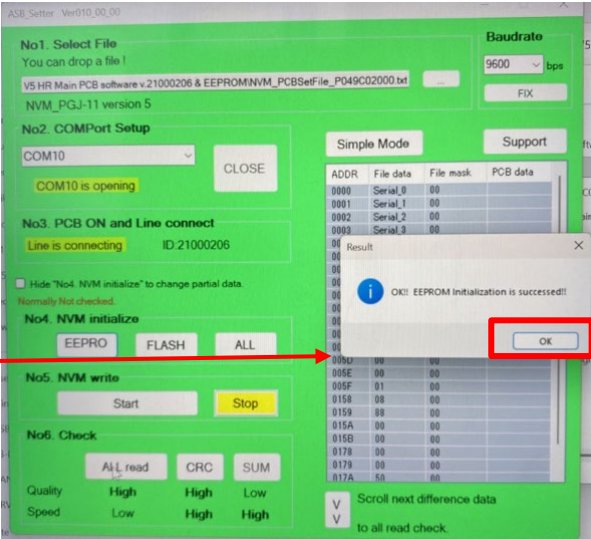 ASB_Setter Ver010_00_00
No1. Select File
You can drop a file !
V5 HR Main PCB software v.21000206 & EEPROM\NVM_PCBSetFile_P049C02000.txt
...
NVM_PGJ-11 version 5
Baudrate
9600
bps
FIX
No2. COMPort Setup
COM10
CLOSE
COM10 is opening
Simple Mode
Support
No3. PCB ON and Line connect
Line is connecting
ID:21000206
Hide "No4. NVM initialize" to change partial data.
Normally Not checked.
No4. NVM initialize
EEPRO
FLASH
ALL
No5. NVM write
Start
Stop
No6. Check
ALL read
CRC
SUM
Quality High High Low
Speed Low High High
ADDR File data File mask PCB data
0000 Serial_0 00
0001 Serial_1 00
0002 Serial_2 00
0003 Serial_3 00
Result
OK!! EEPROM Initialization is successed!!
OK
005D 00 00
005E 00 00
005F 01 00
0158 08 00
0159 88 00
015A 00 00
015B 00 00
0178 00 00
0179 00 00
017A 50 00
V
V
Scroll next difference data
to all read check.